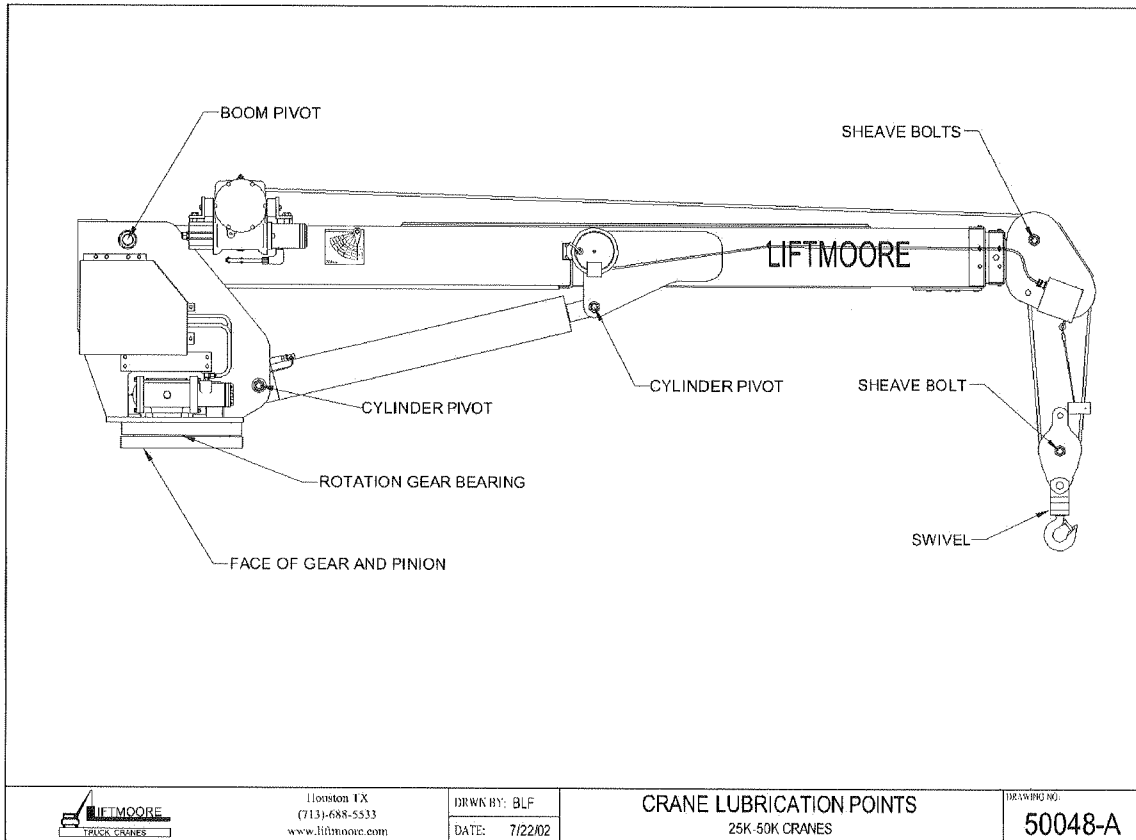 BOOM PIVOT
SHEAVE BOLTS
LIFTMOORE
CYLINDER PIVOT
SHEAVE BOLT
CYLINDER PIVOT
ROTATION GEAR BEARING
SWIVEL
FACE OF GEAR AND PINION
LIFTMOORE
TRUCK CRANES
Houston TX
(713)-688-5533
www.liftmoore.com
DRWN BY: BLF
DATE: 7/22/02
CRANE LUBRICATION POINTS
25K-50K CRANES
DRAWING NO:
50048-A